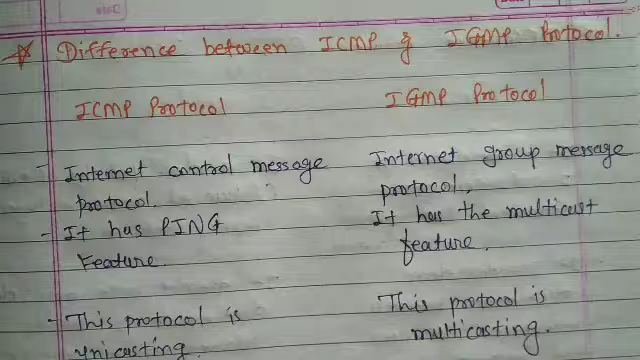 Difference between ICMP & IGMP Protocol.
ICMP Protocol
IGMP Protocol
- Internet control message
protocol.
- It has PING
Feature
- This protocol is
unicasting.
Internet group message
protocol,
It has the multicast
feature.
This protocol is
multicasting.